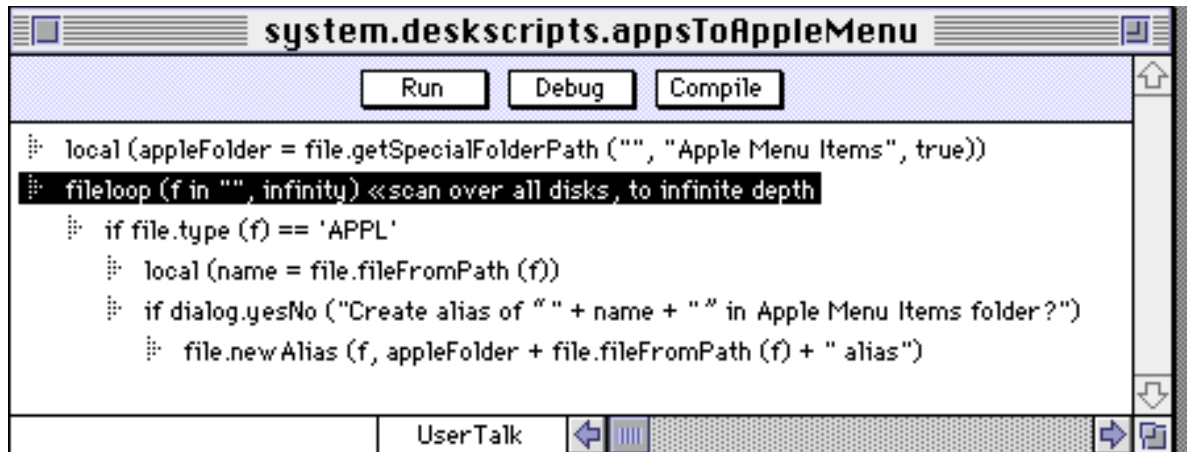 system.deskscripts.appsToAppleMenu
Run Debug Compile
local (appleFolder = file.getSpecialFolderPath ("", "Apple Menu Items", true))
fileloop (f in "", infinity) «scan over all disks, to infinite depth
if file.type (f) == 'APPL'
local (name = file.fileFromPath (f))
if dialog.yesNo ("Create alias of “" + name + "” in Apple Menu Items folder?")
file.newAlias (f, appleFolder + file.fileFromPath (f) + " alias")
UserTalk